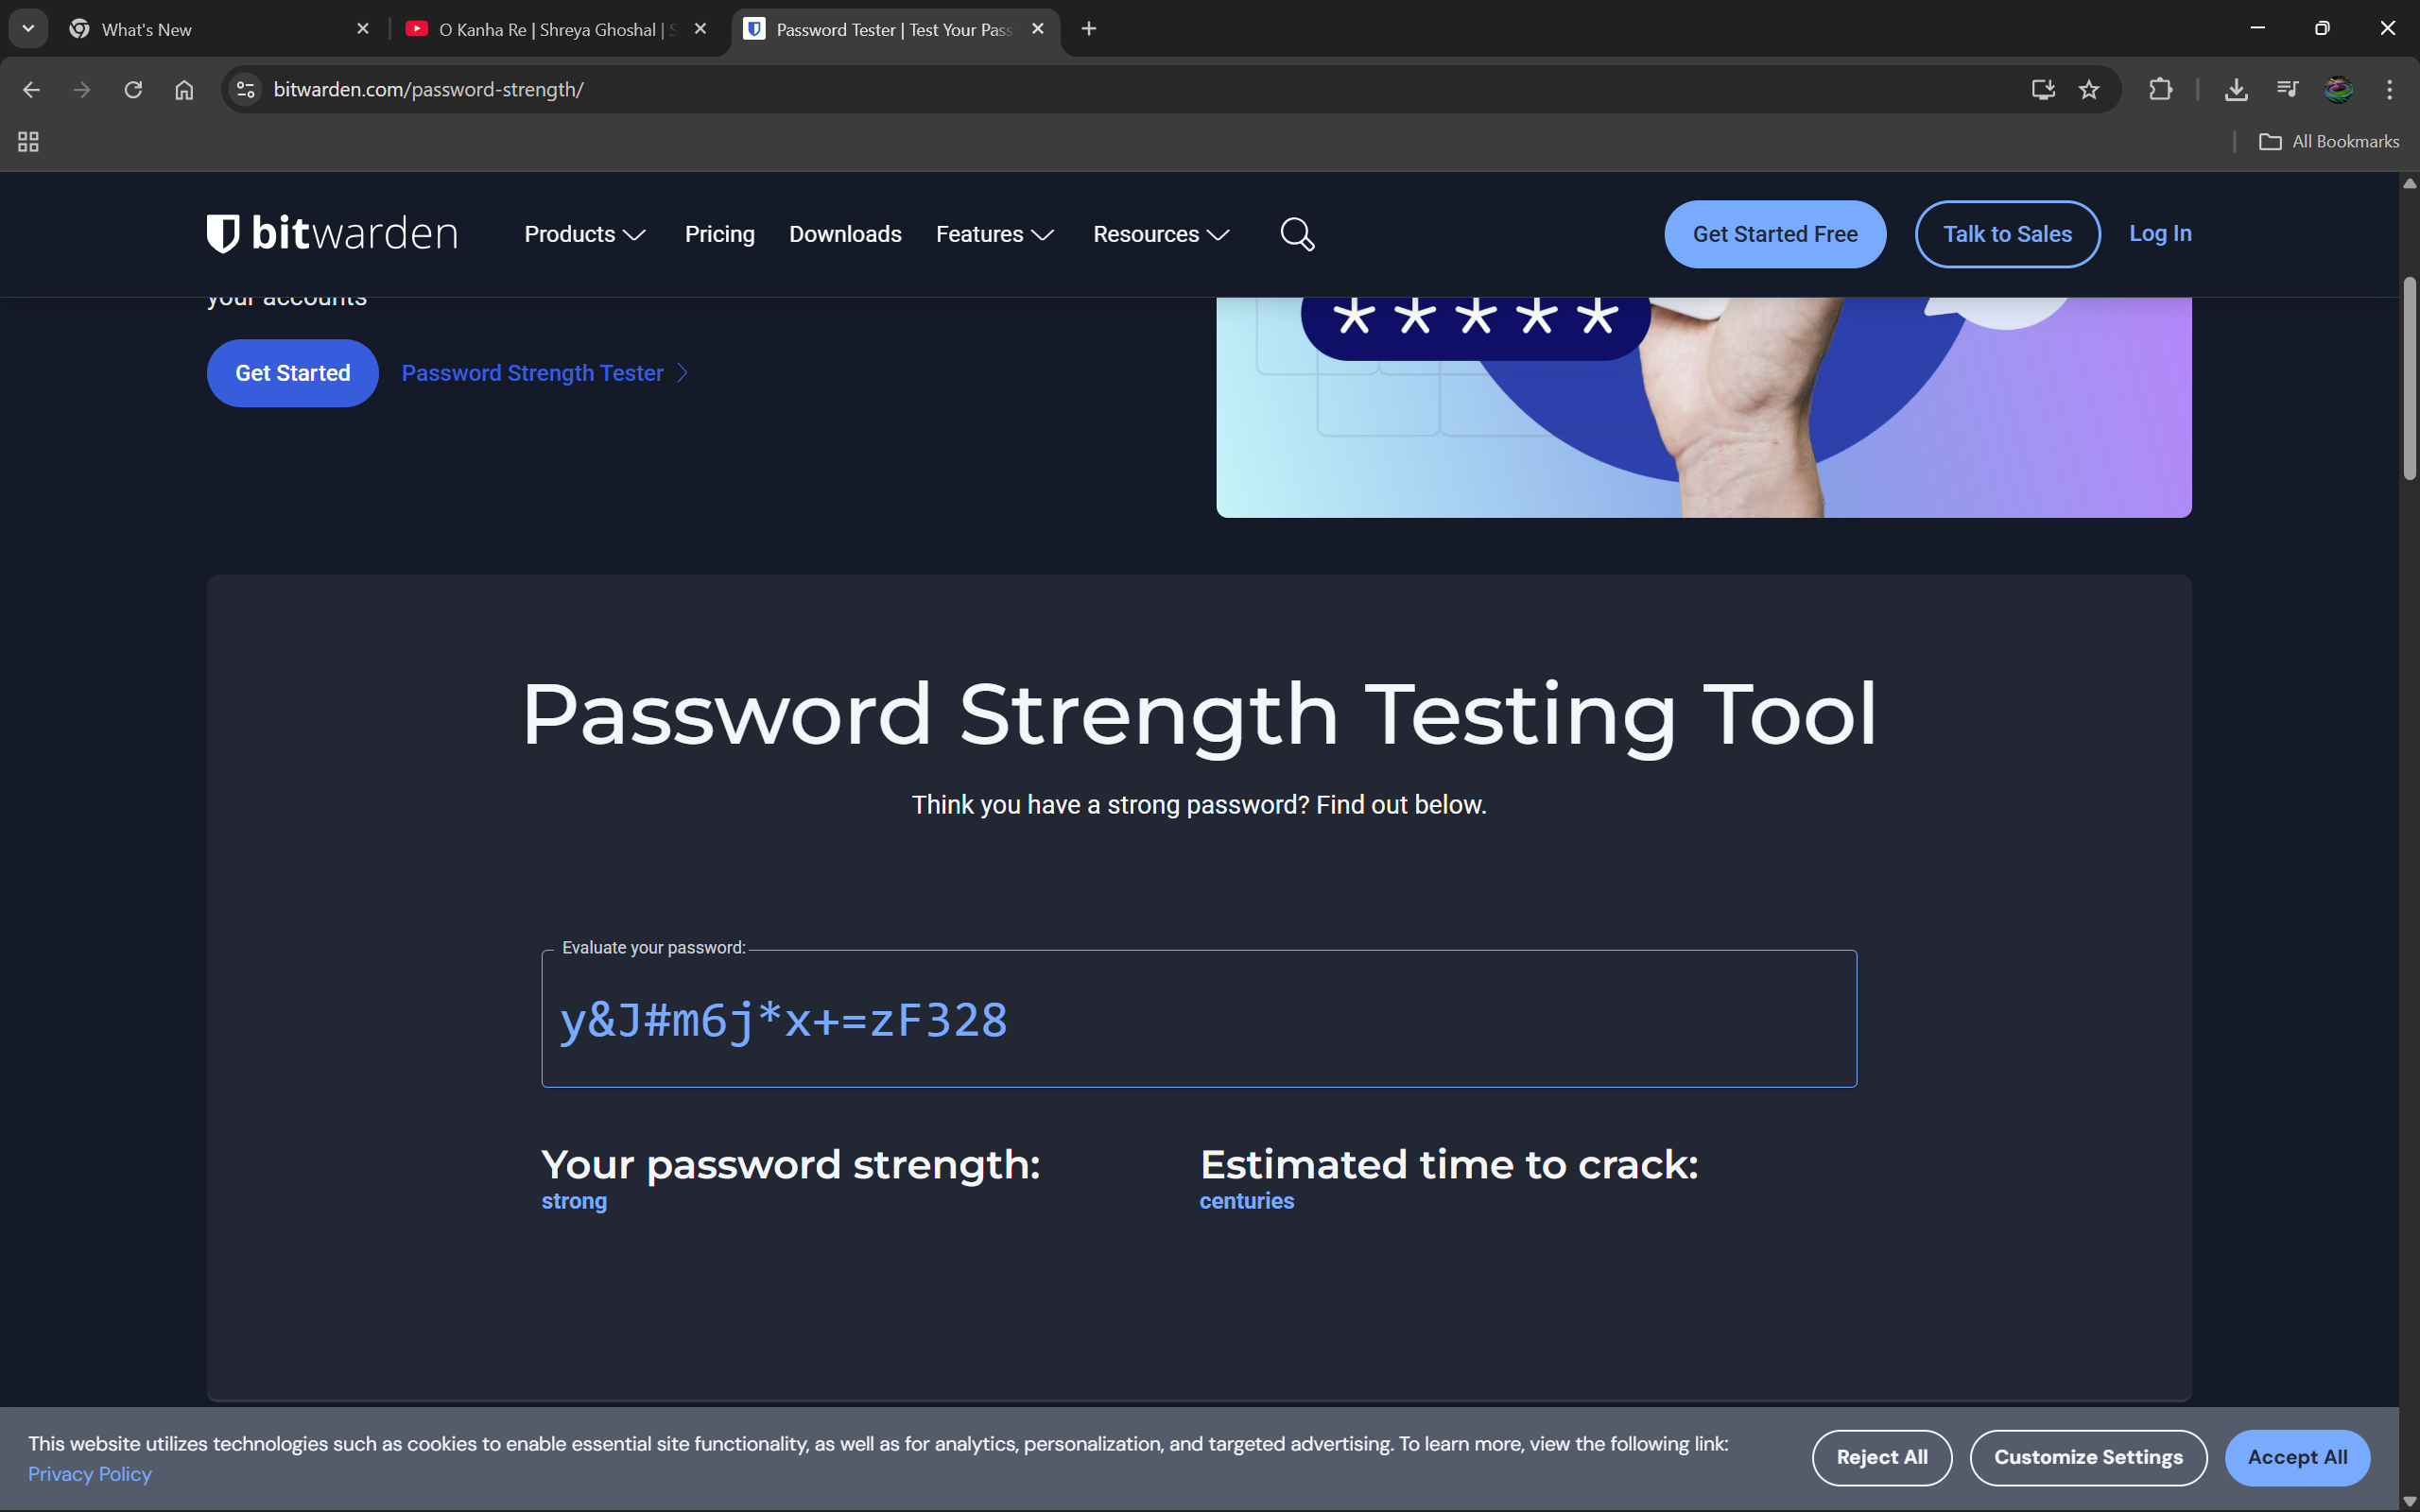 What's New
O Kanha Re | Shreya Ghoshal |
Password Tester | Test Your Pas
bitwarden.com/password-strength/
All Bookmarks
bitwarden
Products
Pricing
Downloads
Features
Resources
Get Started Free
Talk to Sales
Log In
your accounts
*****
Get Started
Password Strength Tester
Password Strength Testing Tool
Think you have a strong password? Find out below.
Evaluate your password:
y&J#m6j*x+=zF328
Your password strength:
strong
Estimated time to crack:
centuries
This website utilizes technologies such as cookies to enable essential site functionality, as well as for analytics, personalization, and targeted advertising. To learn more, view the following link:
Privacy Policy
Reject All
Customize Settings
Accept All